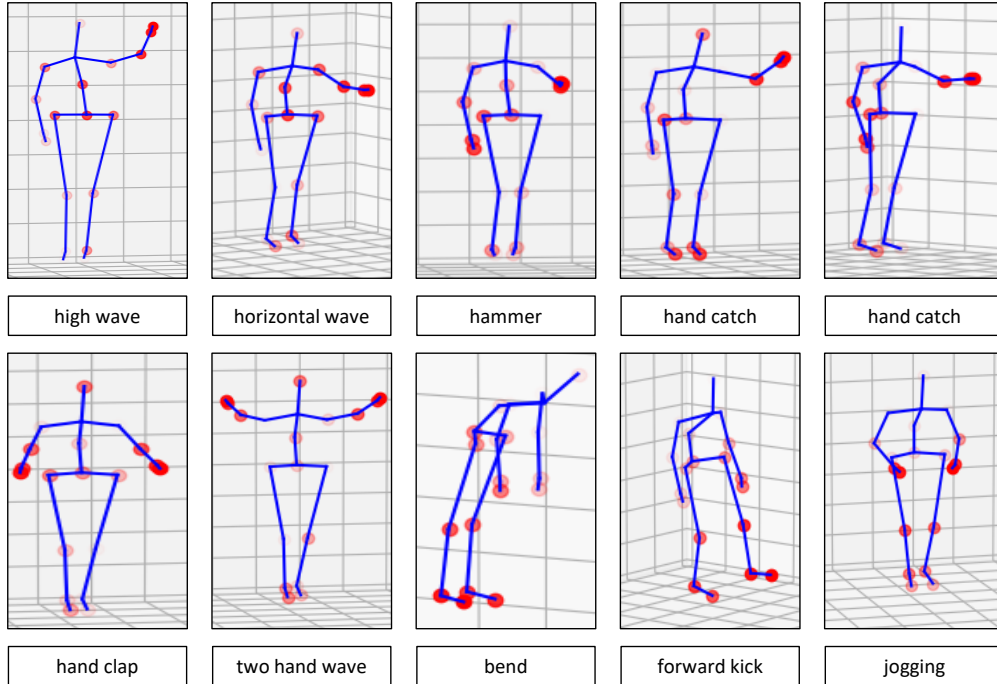 high wave
horizontal wave
hammer
hand catch
hand catch
hand clap
two hand wave
bend
forward kick
jogging